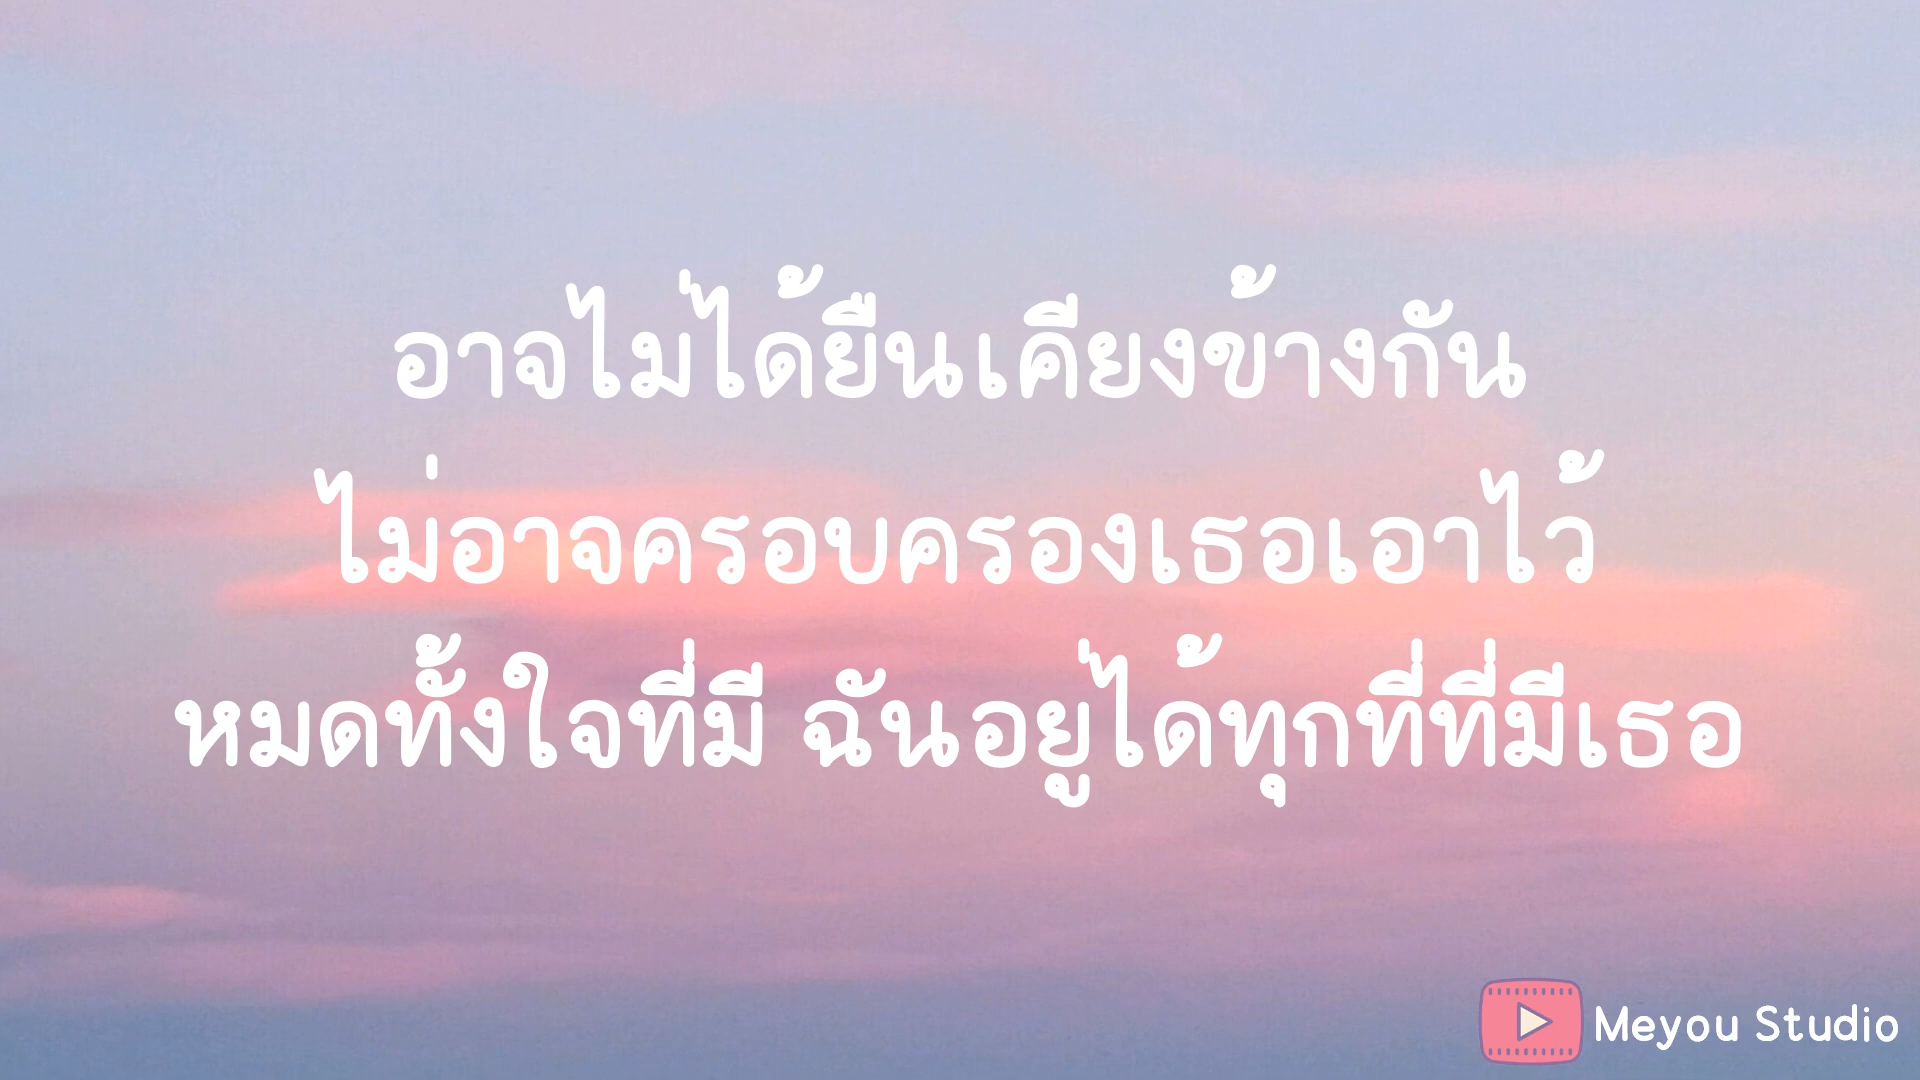 อาจไม่ได้ยืนเคียงข้างกัน
ไม่อาจครอบครองเธอเอาไว้
หมดทั้งใจที่มี ฉันอยู่ได้ทุกที่ที่มีเธอ
Meyou Studio